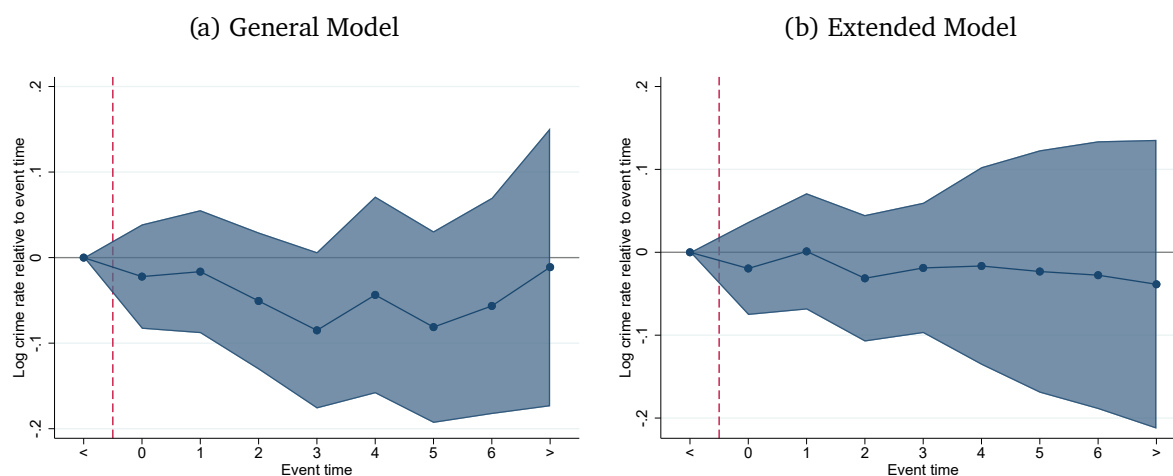 (a) General Model
(b) Extended Model
Log crime rate relative to event time
.2
.1
0
-.1
-.2
< 0 1 2 3 4 5 6 >
Event time
Log crime rate relative to event time
.2
.1
0
-.1
-.2
< 0 1 2 3 4 5 6 >
Event time